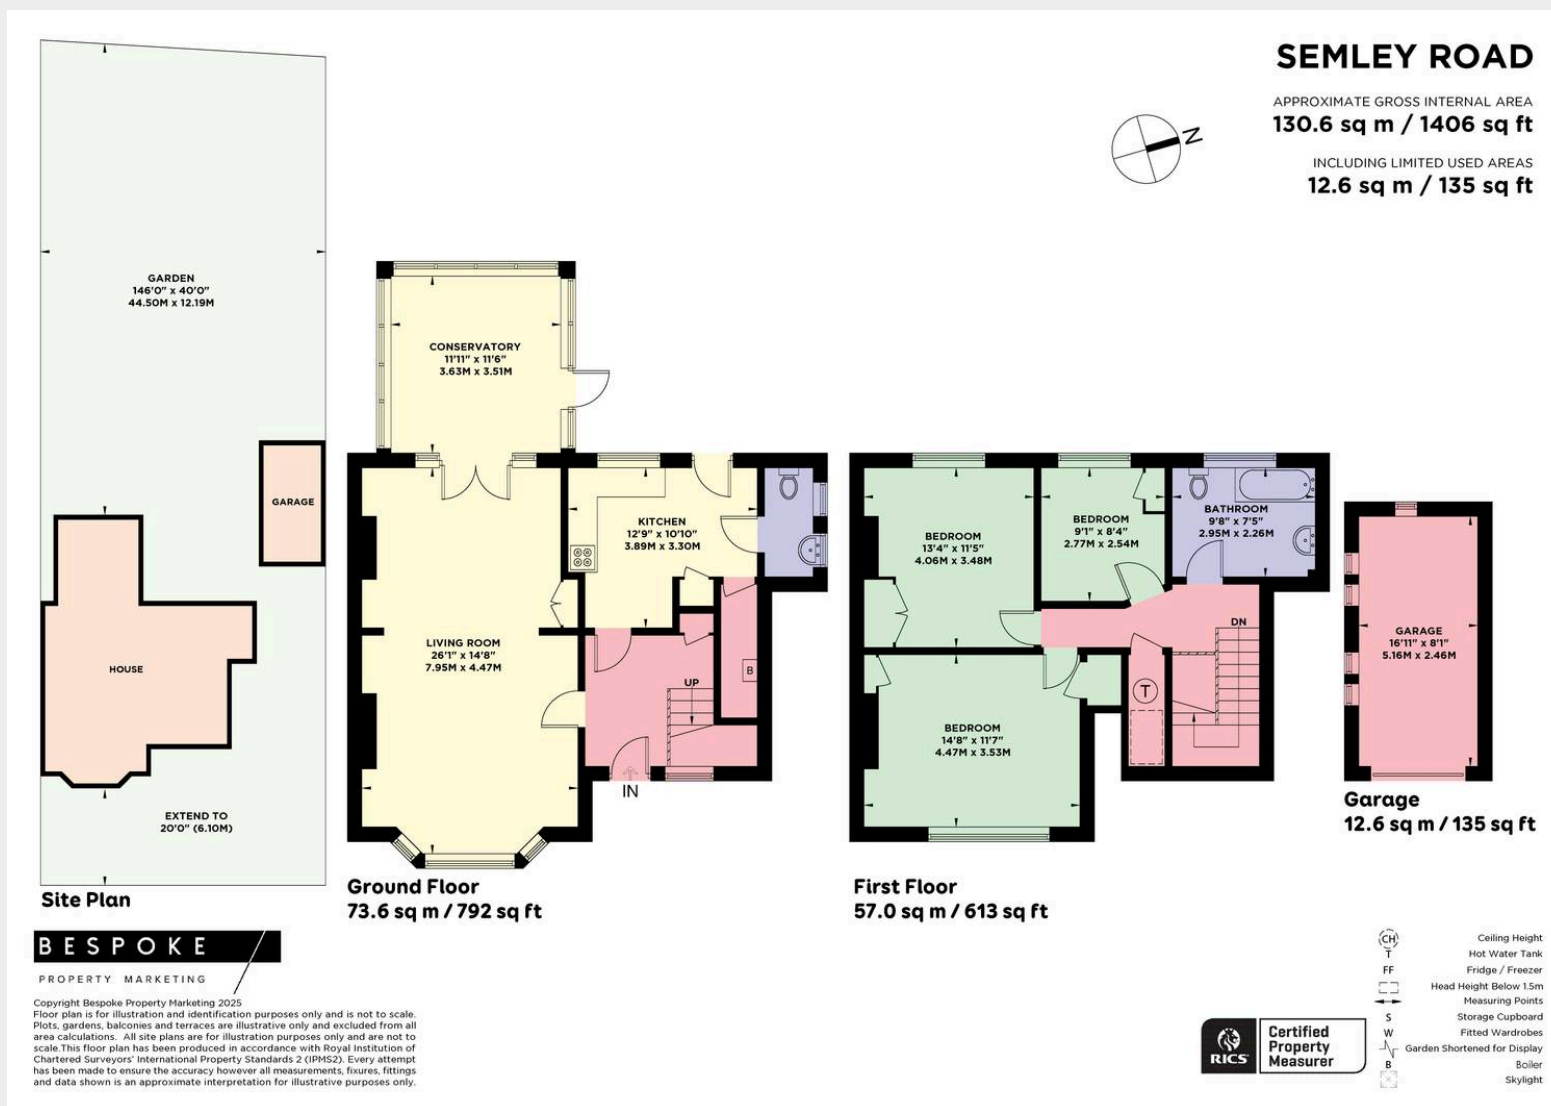 SEMLEY ROAD
APPROXIMATE GROSS INTERNAL AREA
130.6 sq m / 1406 sq ft
INCLUDING LIMITED USED AREAS
12.6 sq m / 135 sq ft
N
GARDEN
146'0" x 40'0"
44.50M x 12.19M
GARAGE
HOUSE
EXTEND TO
20'0" (6.10M)
Site Plan
CONSERVATORY
11'11" x 11'6"
3.63M x 3.51M
KITCHEN
12'9" x 10'10"
3.89M x 3.30M
LIVING ROOM
26'1" x 14'8"
7.95M x 4.47M
UP
B
IN
Ground Floor
73.6 sq m / 792 sq ft
BEDROOM
13'4" x 11'5"
4.06M x 3.48M
BEDROOM
9'1" x 8'4"
2.77M x 2.54M
BATHROOM
9'8" x 7'5"
2.95M x 2.26M
DN
T
BEDROOM
14'8" x 11'7"
4.47M x 3.53M
First Floor
57.0 sq m / 613 sq ft
GARAGE
16'11" x 8'1"
5.16M x 2.46M
Garage
12.6 sq m / 135 sq ft
BESPOKE
PROPERTY MARKETING
Copyright Bespoke Property Marketing 2025
Floor plan is for illustration and identification purposes only and is not to scale.
Plots, gardens, balconies and terraces are illustrative only and excluded from all
area calculations. All site plans are for illustration purposes only and are not to
scale.This floor plan has been produced in accordance with Royal Institution of
Chartered Surveyors' International Property Standards 2 (IPMS2). Every attempt
has been made to ensure the accuracy however all measurements, fixures, fittings
and data shown is an approximate interpretation for illustrative purposes only.
RICS
Certified
Property
Measurer
CH Ceiling Height
T Hot Water Tank
FF Fridge / Freezer
Head Height Below 1.5m
Measuring Points
S Storage Cupboard
W Fitted Wardrobes
Garden Shortened for Display
B Boiler
Skylight